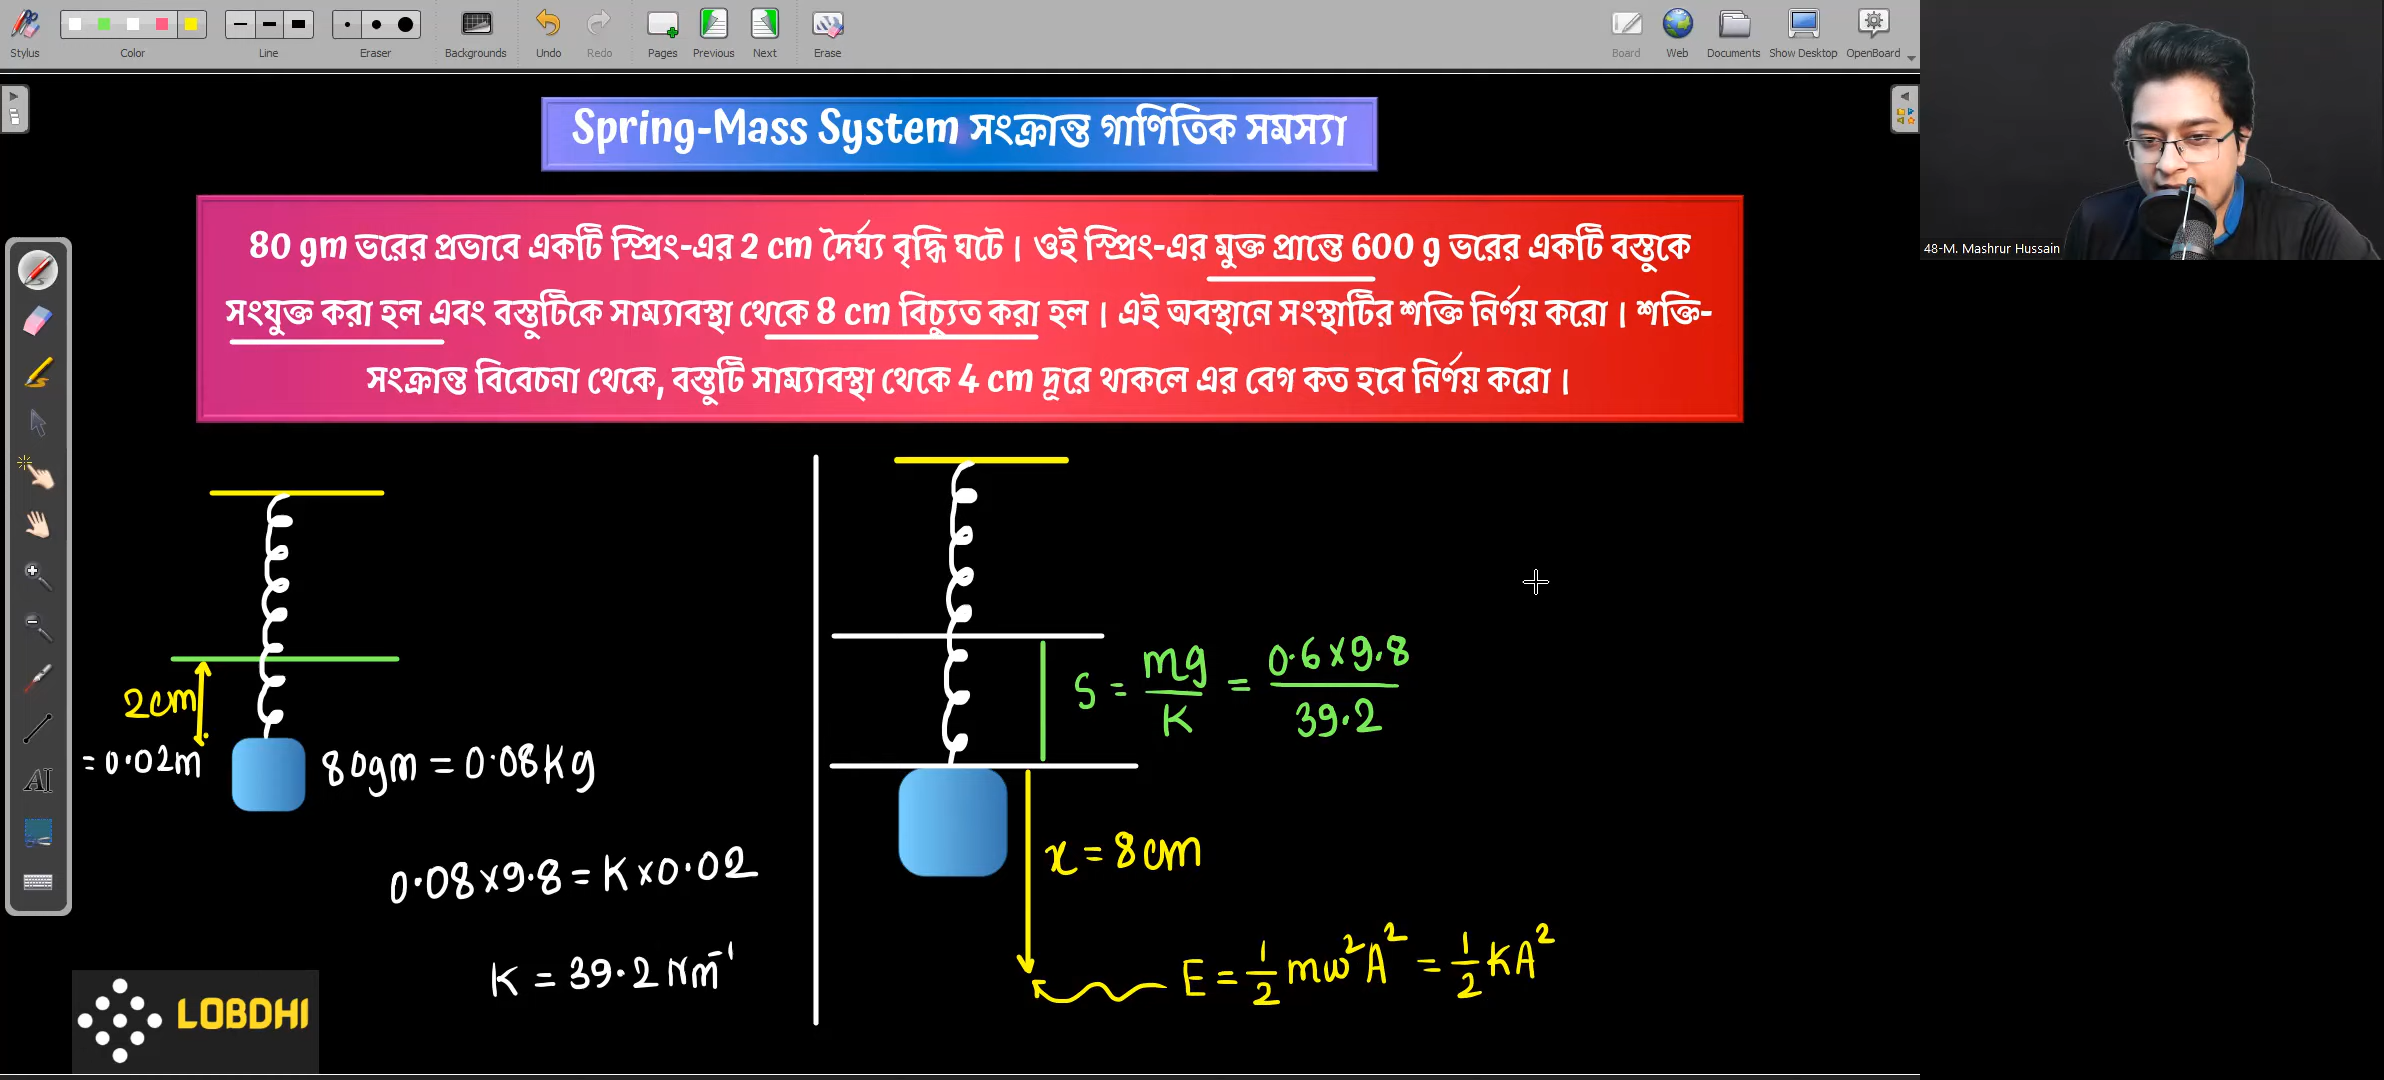 Stylus
Color
Line
Eraser
Backgrounds
Undo
Redo
Pages
Previous
Next
Erase
Board
Web
Documents
Show Desktop
OpenBoard
48-M. Mashrur Hussain
Spring-Mass System সংক্রান্ত গাণিতিক সমস্যা
80 gm ভরের প্রভাবে একটি স্প্রিং-এর 2 cm দৈর্ঘ্য বৃদ্ধি ঘটে। ওই স্প্রিং-এর মুক্ত প্রান্তে 600 g ভরের একটি বস্তুকে
সংযুক্ত করা হল এবং বস্তুটিকে সাম্যাবস্থা থেকে 8 cm বিচ্যুত করা হল। এই অবস্থানে সংস্থাটির শক্তি নির্ণয় করো। শক্তি-
সংক্রান্ত বিবেচনা থেকে, বস্তুটি সাম্যাবস্থা থেকে 4 cm দূরে থাকলে এর বেগ কত হবে নির্ণয় করো।
2cm
= 0.02m
80gm = 0.08Kg
0.08×9.8 = K×0.02
K = 39.2 Nm⁻¹
S = mg/K = 0.6×9.8/39.2
x = 8cm
E = 1/2 mω²A² = 1/2 KA²
AI
LOBDHI